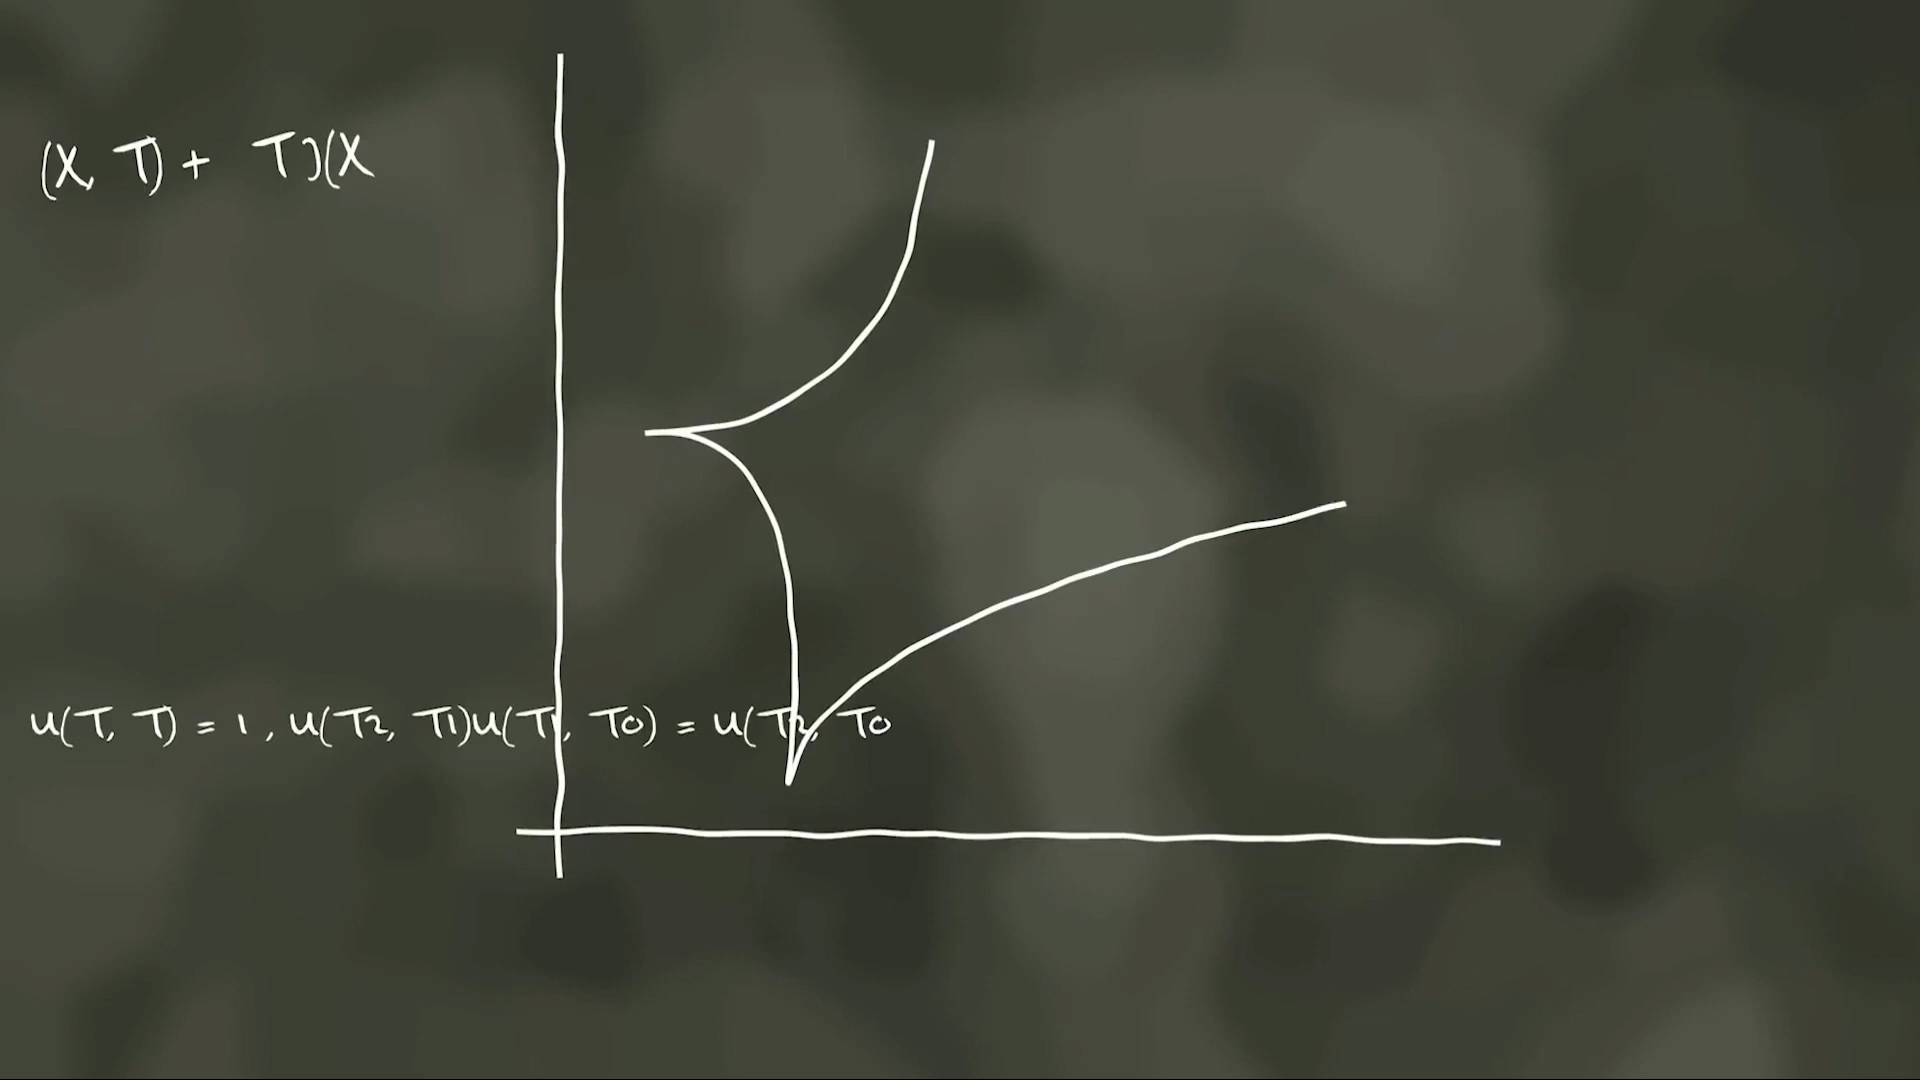 (X, T) + T)(X
u(T, T) = 1, u(T2, T1)u(T1, T0) = u(T2, T0